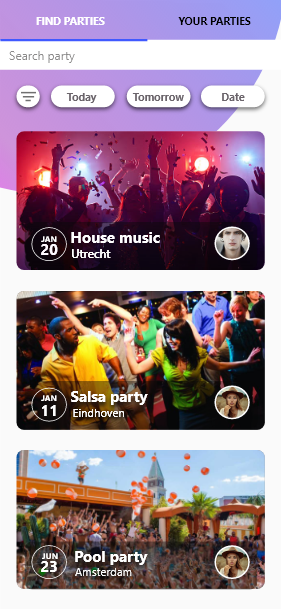 FIND PARTIES
YOUR PARTIES
Search party
Today
Tomorrow
Date
JAN
20
House music
Utrecht
JAN
11
Salsa party
Eindhoven
JUN
23
Pool party
Amsterdam